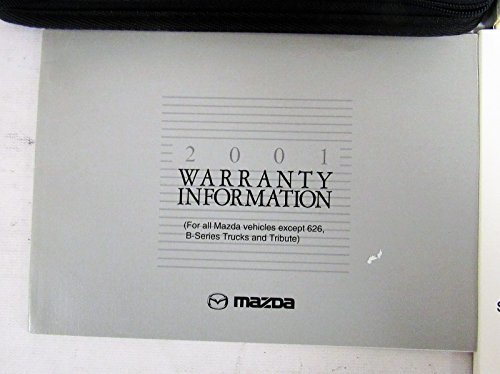 2001
WARRANTY
INFORMATION
(For all Mazda vehicles except 626,
B-Series Trucks and Tribute)
mazda
S